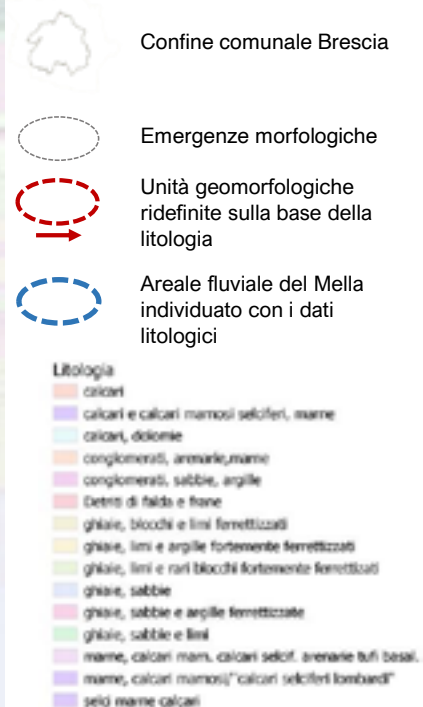 Confine comunale Brescia
Emergenze morfologiche
Unità geomorfologiche
ridefinite sulla base della
litologia
Areale fluviale del Mella
individuato con i dati
litologici
Litologia
calcari
calcari e calcari marnosi selciferi, marne
calcari, dolomie
conglomerati, arenarie,marne
conglomerati, sabbie, argille
Detriti di falda e frane
ghiaie, blocchi e limi ferrettizzati
ghiaie, limi e argille fortemente ferrettizzati
ghiaie, limi e rari blocchi fortemente ferrettizati
ghiaie, sabbie
ghiaie, sabbie e argille ferrettizzate
ghiaie, sabbie e limi
marne, calcari marn. calcari selcif. arenarie tufi basal.
marne, calcari marnosi,"calcari selciferi lombardi"
selci marne calcari